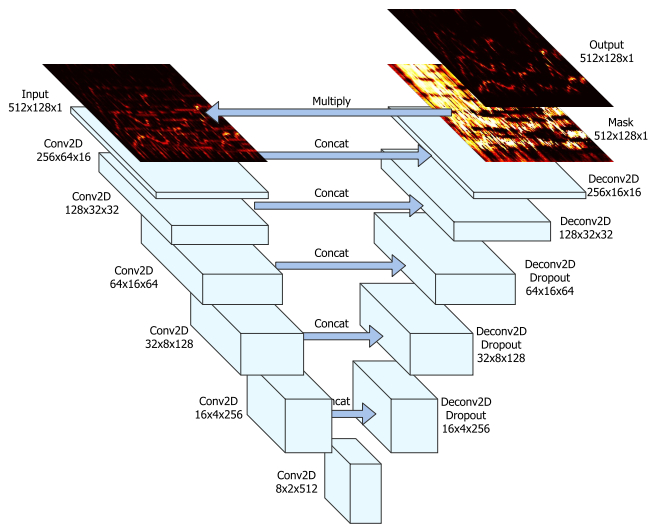 Output
512x128x1
Input
512x128x1
Multiply
Mask
512x128x1
Conv2D
256x64x16
Concat
Deconv2D
256x16x16
Conv2D
128x32x32
Concat
Deconv2D
128x32x32
Conv2D
64x16x64
Concat
Deconv2D
Dropout
64x16x64
Conv2D
32x8x128
Concat
Deconv2D
Dropout
32x8x128
Conv2D
16x4x256
ncat
Deconv2D
Dropout
16x4x256
Conv2D
8x2x512